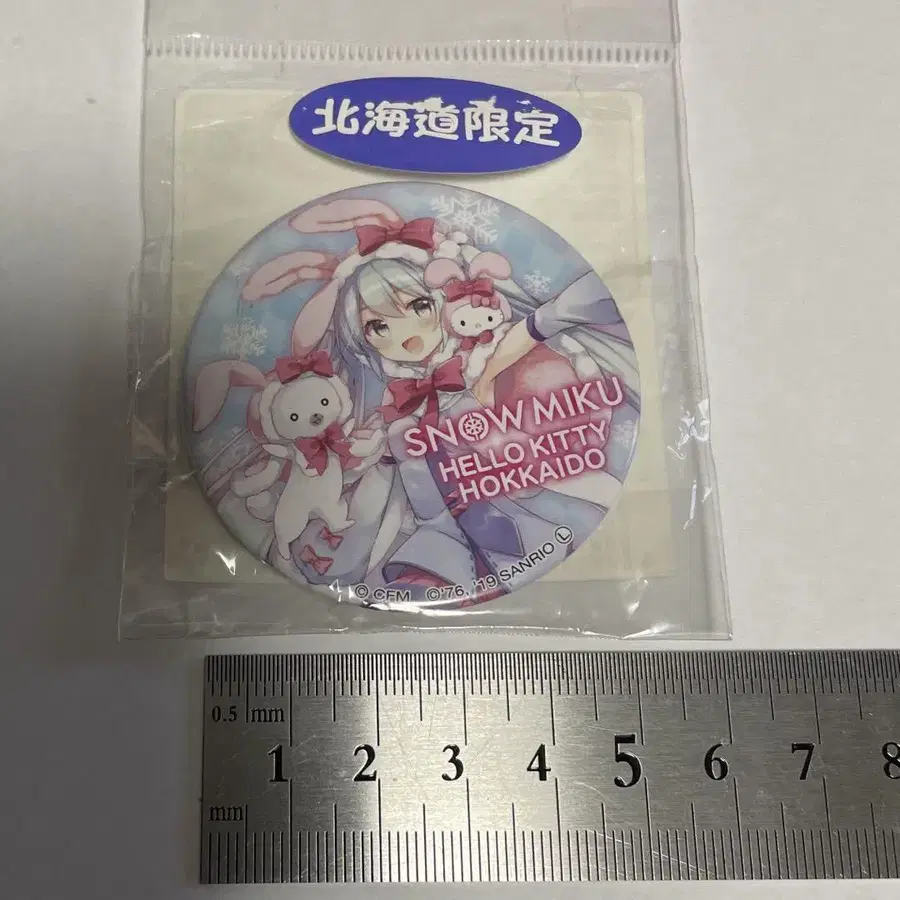 北海道限定
SNOW MIKU
HELLO KITTY
HOKKAIDO
© CFM ©'76, '19 SANRIO Ⓛ
0.5 mm
1 2 3 4 5 6 7 8
mm